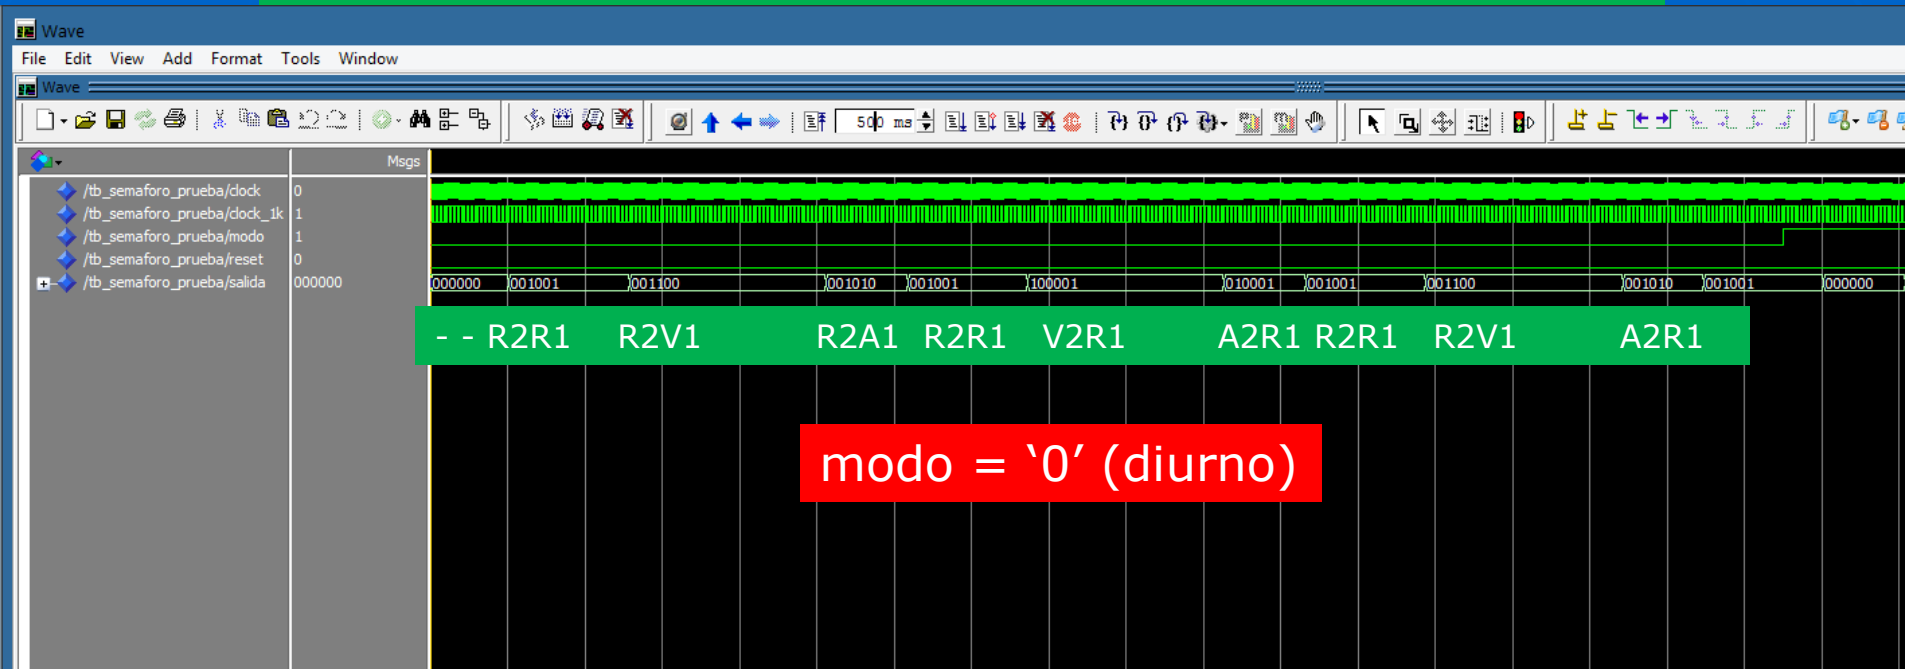 Wave
File Edit View Add Format Tools Window
Wave
500 ms
Msgs
/tb_semaforo_prueba/clock 0
/tb_semaforo_prueba/clock_1k 1
/tb_semaforo_prueba/modo 1
/tb_semaforo_prueba/reset 0
/tb_semaforo_prueba/salida 000000 000000 001001 001100 001010 001001 100001 010001 001001 001100 001010 001001 000000
- - R2R1 R2V1 R2A1 R2R1 V2R1 A2R1 R2R1 R2V1 A2R1
modo = ‘0’ (diurno)